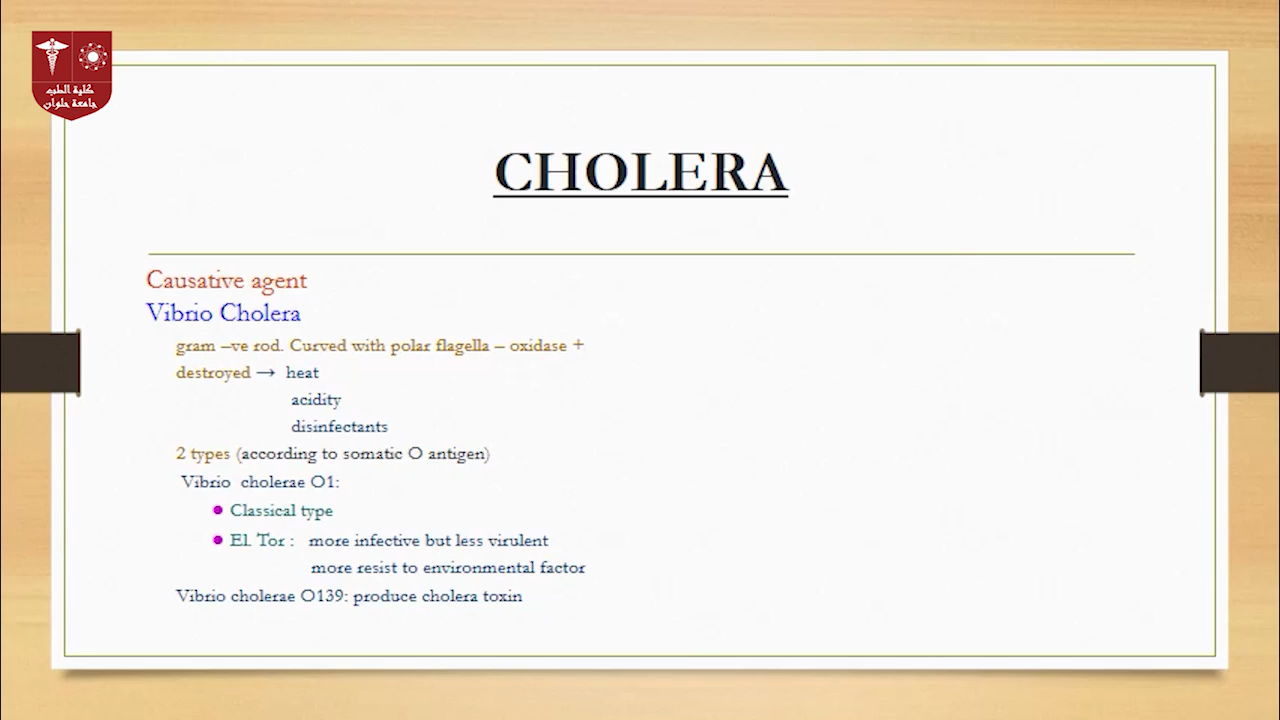 كلية الطب
جامعة حلوان
CHOLERA
Causative agent
Vibrio Cholera
gram –ve rod. Curved with polar flagella – oxidase +
destroyed → heat
acidity
disinfectants
2 types (according to somatic O antigen)
Vibrio cholerae O1:
● Classical type
● El. Tor : more infective but less virulent
more resist to environmental factor
Vibrio cholerae O139: produce cholera toxin